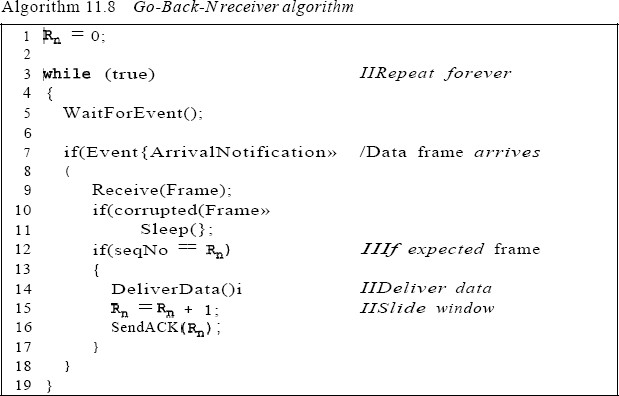 Algorithm 11.8 Go-Back-N receiver algorithm
1 Rn = 0;
2
3 while (true) IIRepeat forever
4 {
5 WaitForEvent();
6
7 if(Event{ArrivalNotification» /Data frame arrives
8 (
9 Receive(Frame);
10 if(corrupted(Frame»
11 Sleep(};
12 if(seqNo == Rn) IIIf expected frame
13 {
14 DeliverData()i IIDeliver data
15 Rn = Rn + 1; IISlide window
16 SendACK(Rn);
17 }
18 }
19 }